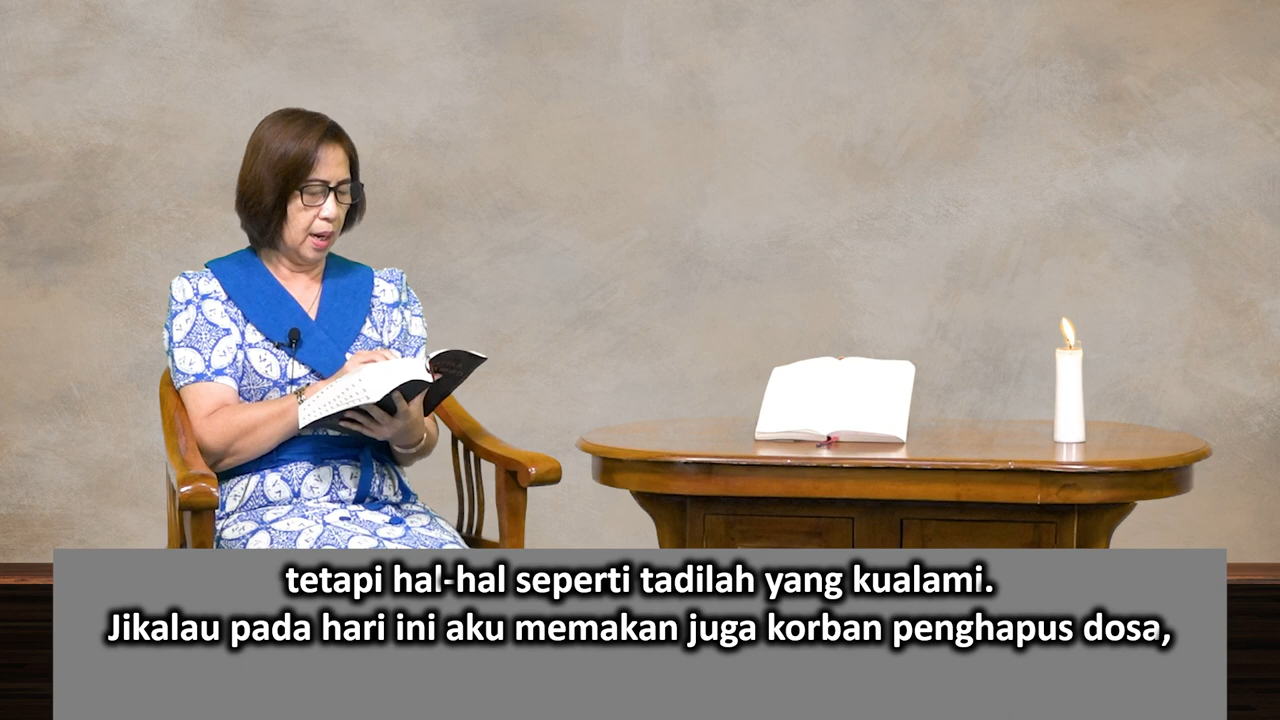 tetapi hal-hal seperti tadilah yang kualami.
Jikalau pada hari ini aku memakan juga korban penghapus dosa,